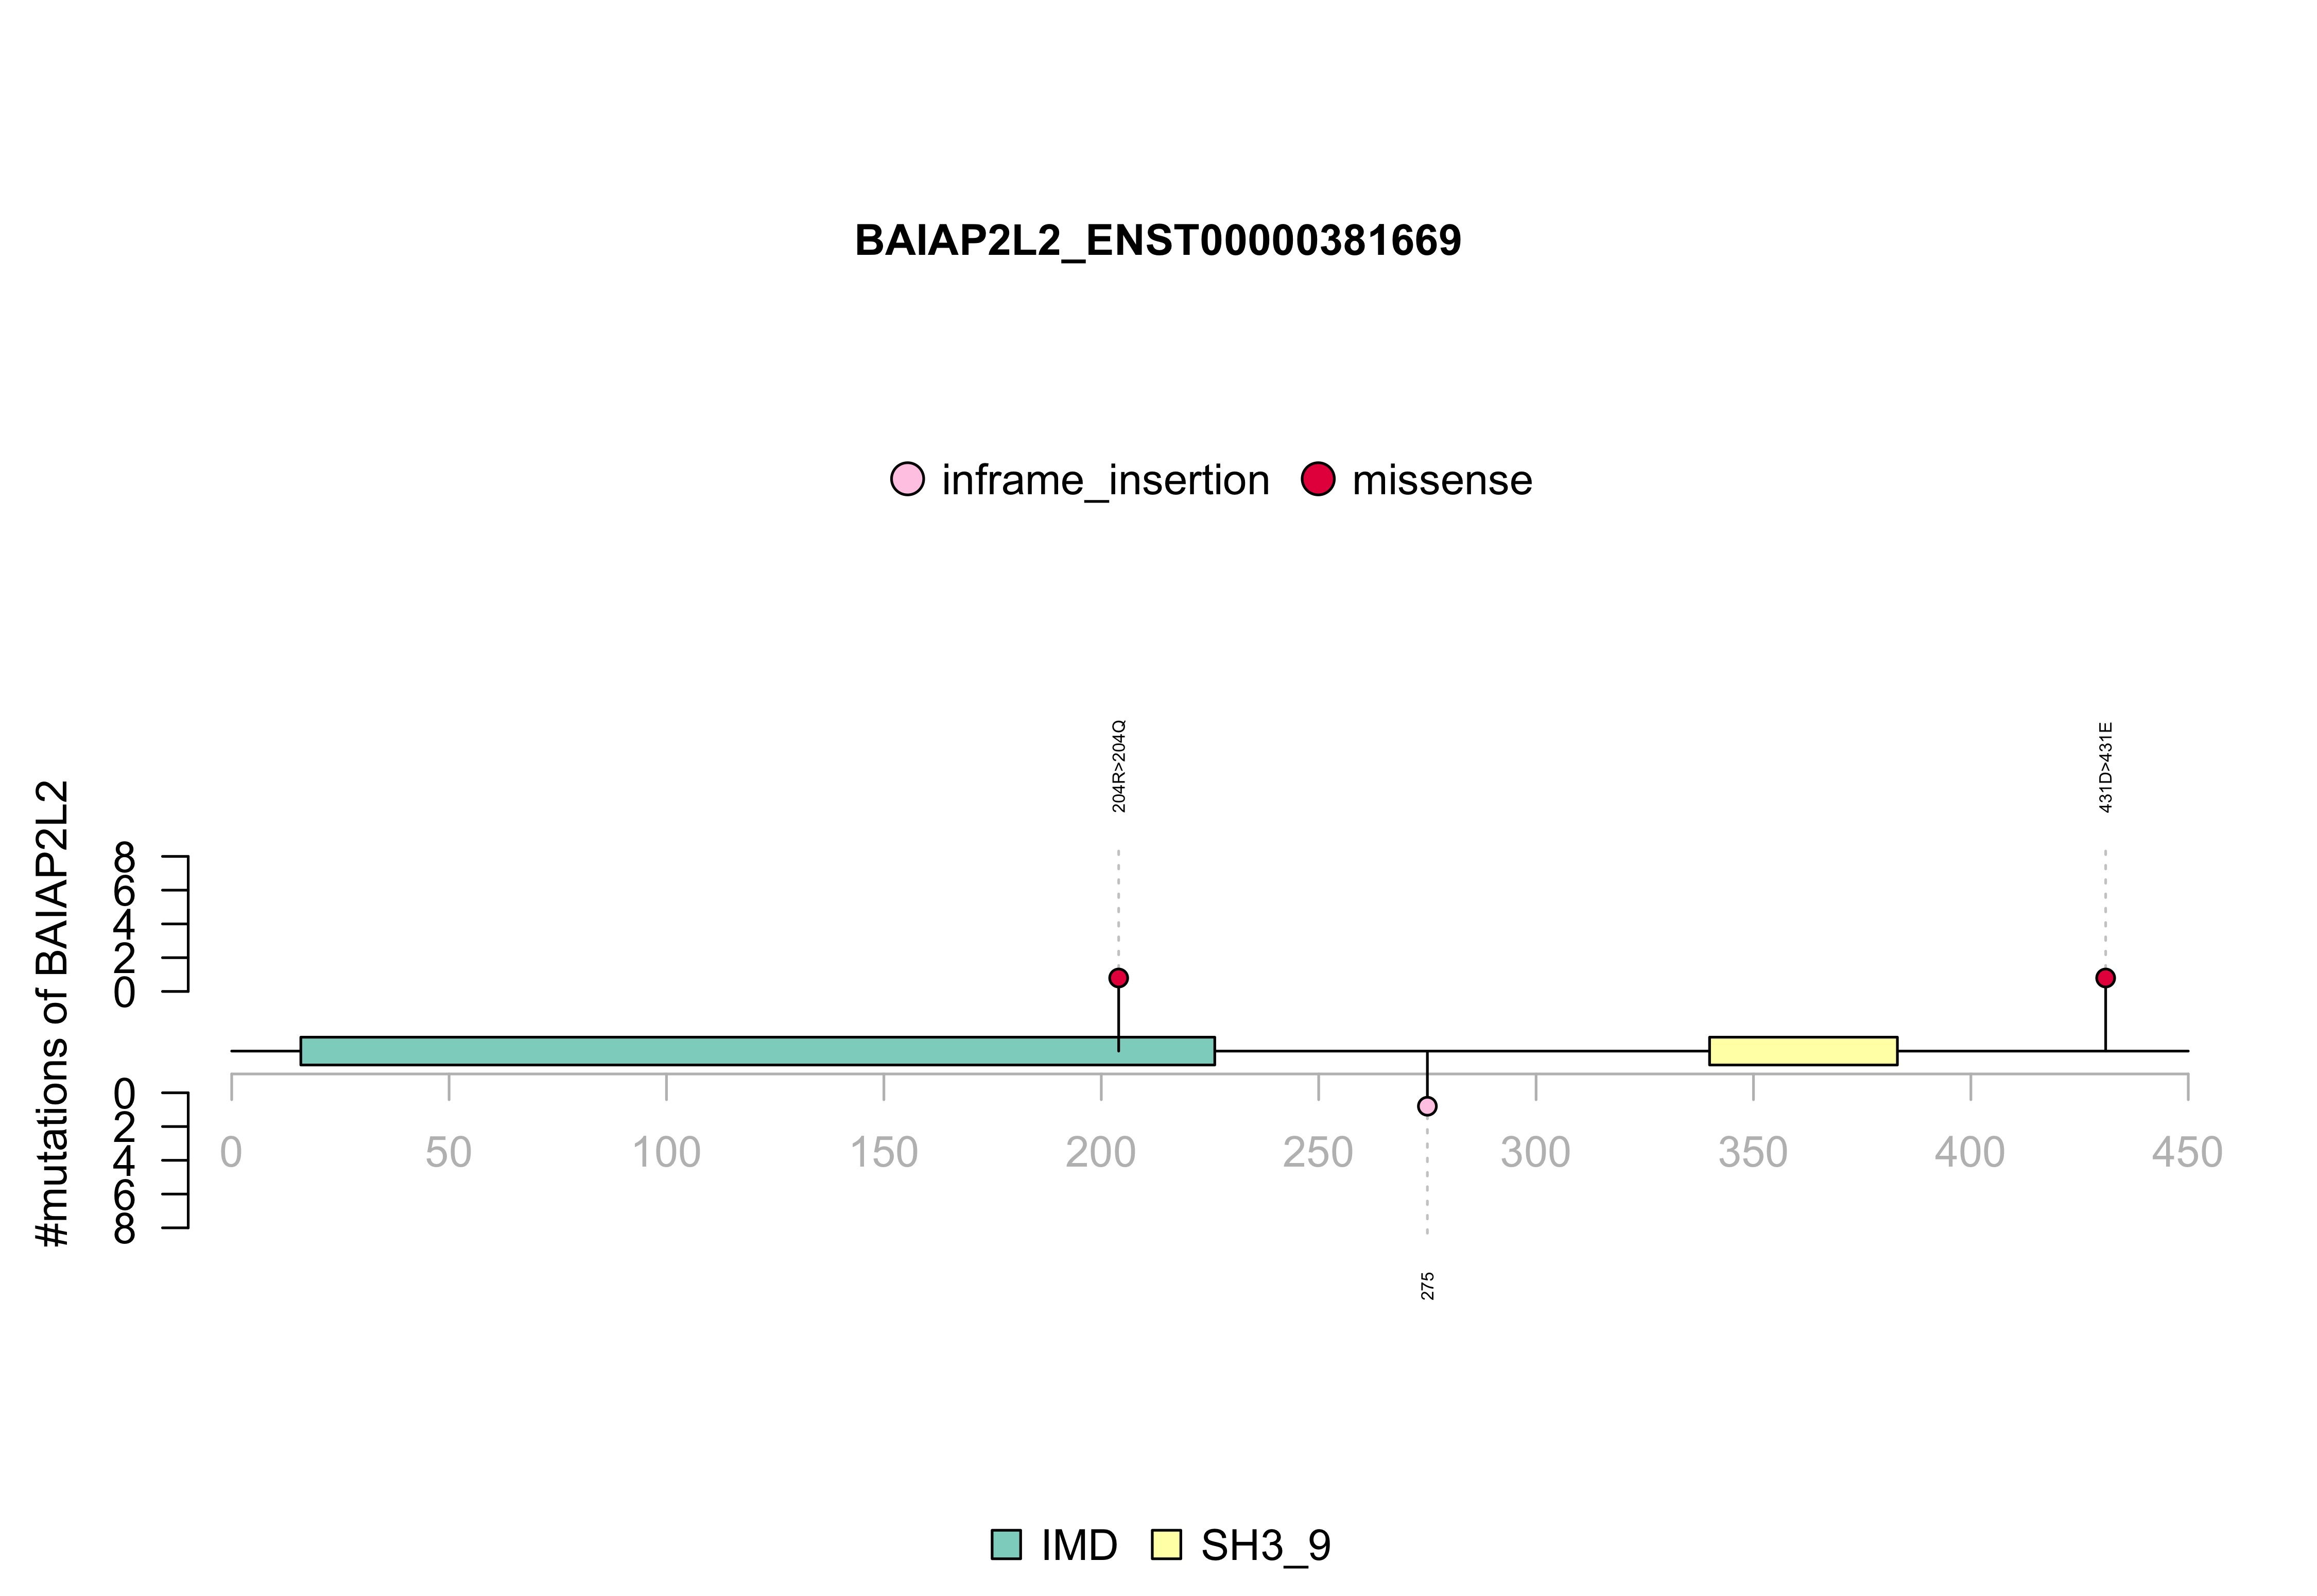 BAIAP2L2_ENST00000381669
inframe_insertion missense
204R>204Q
431D>431E
#mutations of BAIAP2L2
8
6
4
2
0
0
2
4
6
8
0 50 100 150 200 250 300 350 400 450
275
IMD SH3_9